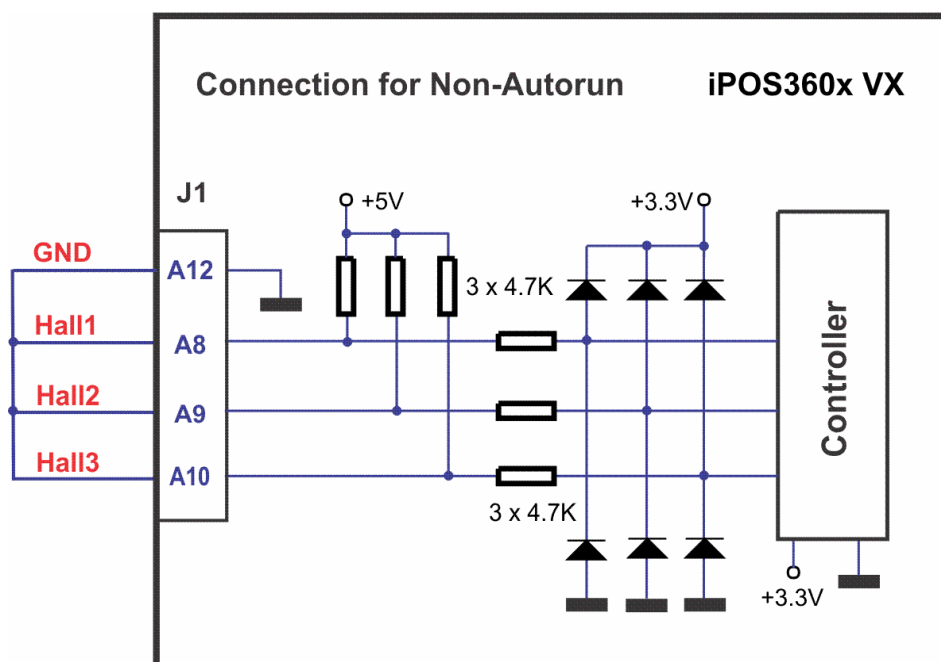 Connection for Non-Autorun
iPOS360x VX
J1
+5V
+3.3V
GND
A12
3 x 4.7K
Hall1
A8
Hall2
A9
Hall3
A10
3 x 4.7K
Controller
+3.3V